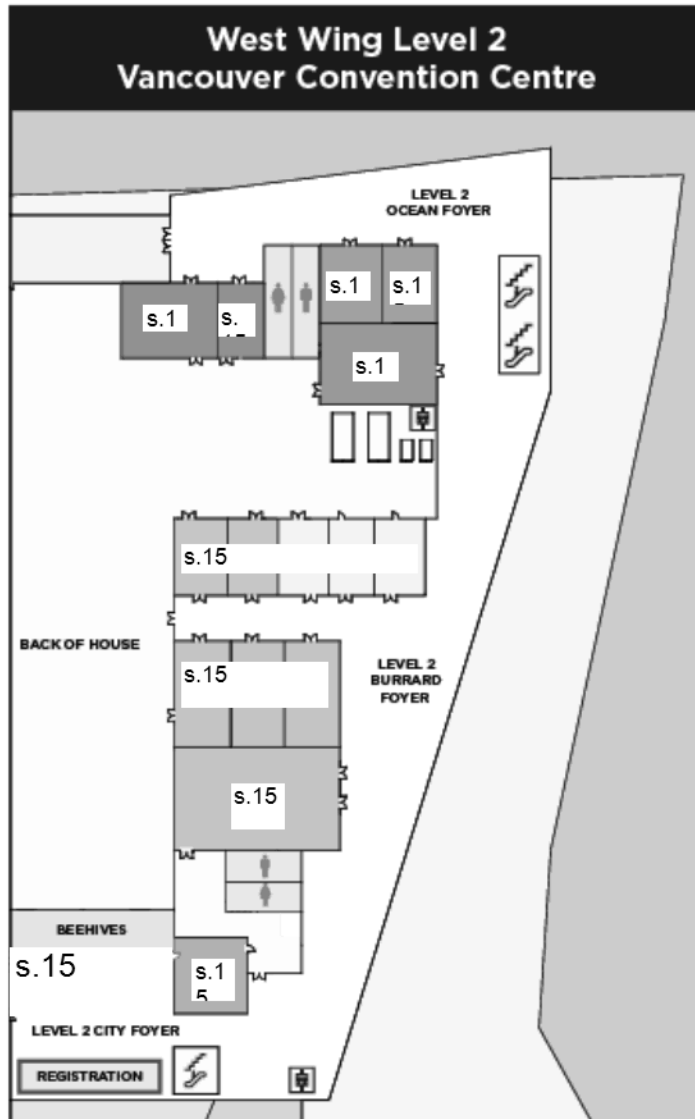 West Wing Level 2
Vancouver Convention Centre
LEVEL 2
OCEAN FOYER
s.1
s.1
s.1
s.
s.1
s.15
BACK OF HOUSE
s.15
LEVEL 2
BURRARD
FOYER
s.15
BEEHIVES
s.15
s.1
5
LEVEL 2 CITY FOYER
REGISTRATION